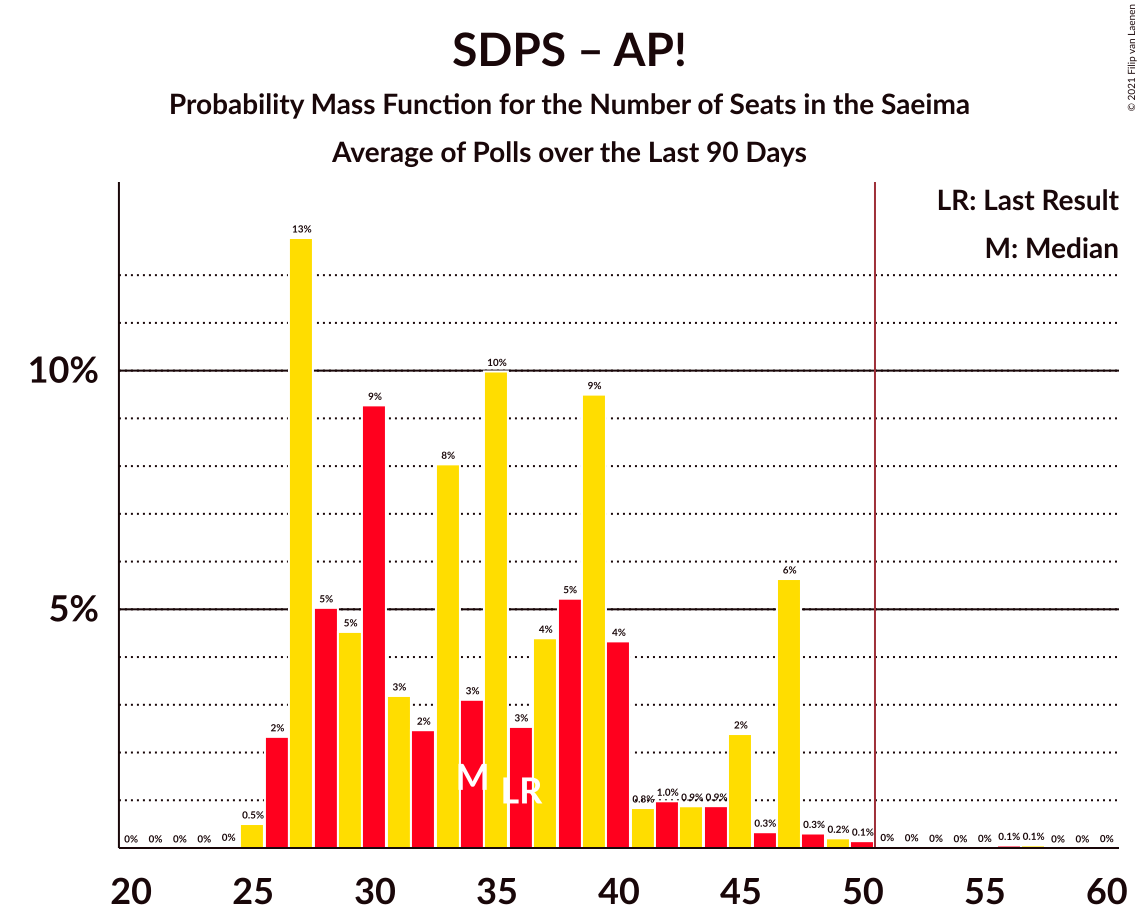 SDPS – AP!
Probability Mass Function for the Number of Seats in the Saeima
Average of Polls over the Last 90 Days
© 2021 Filip van Laenen
LR: Last Result
M: Median
10%
5%
0% 0% 0% 0% 0% 0.5% 2% 13% 5% 5% 9% 3% 2% 8% 3% 10% 3% 4% 5% 9% 4% 0.8% 1.0% 0.9% 0.9% 2% 0.3% 6% 0.3% 0.2% 0.1% 0% 0% 0% 0% 0% 0.1% 0.1% 0% 0% 0%
M LR
20 25 30 35 40 45 50 55 60